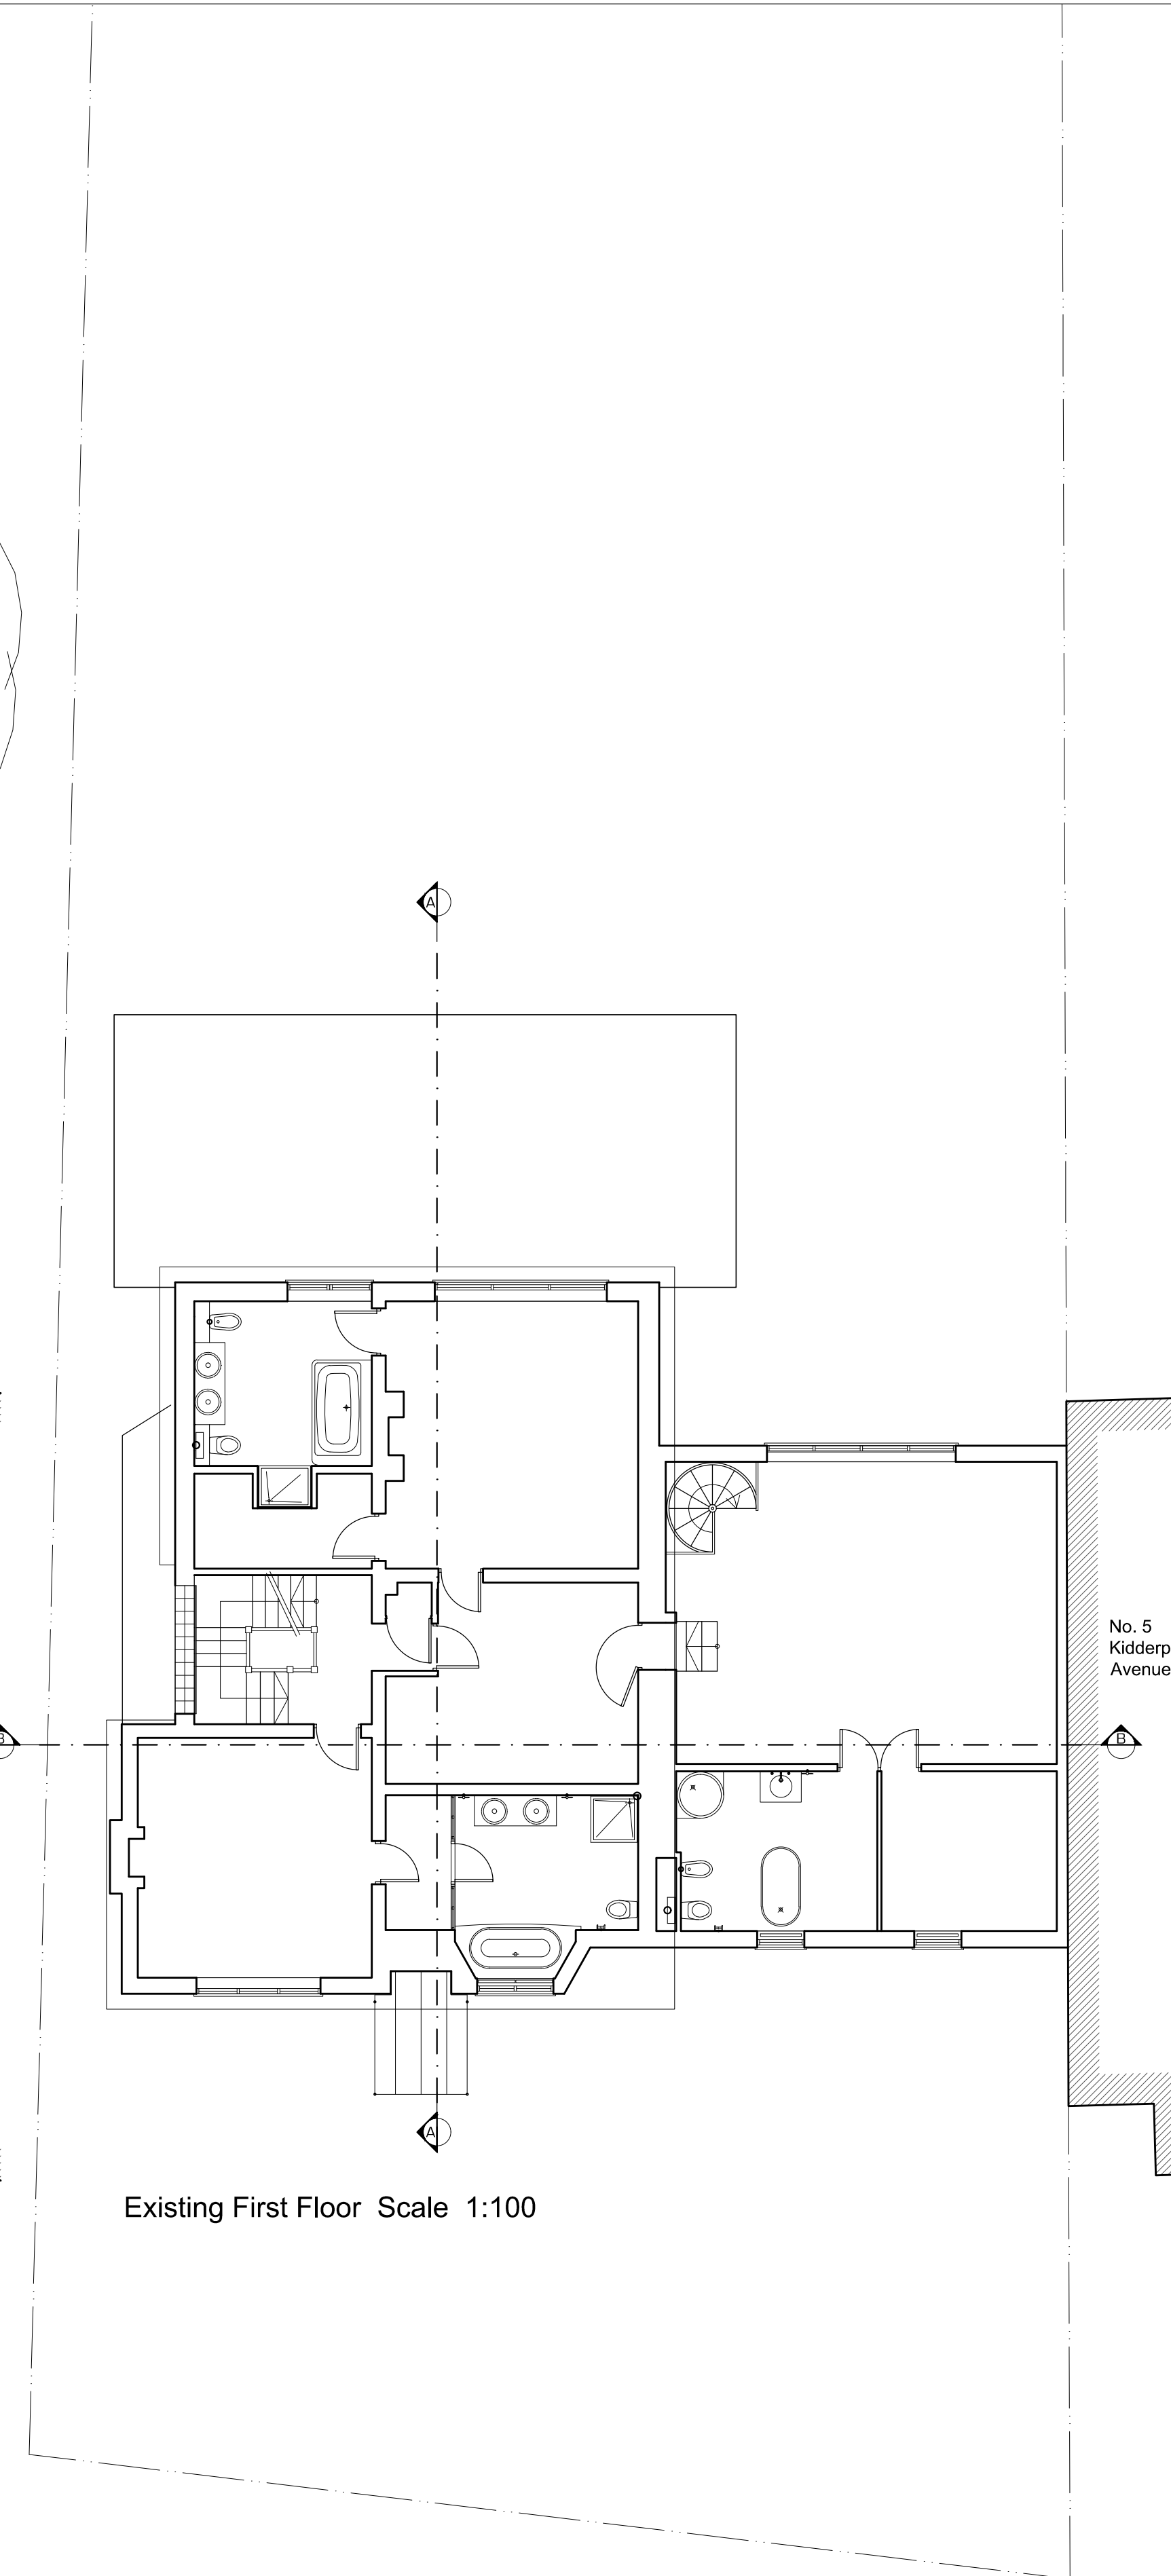 A
No. 5
Kidderp
Avenue
B
B
A
Existing First Floor  Scale  1:100